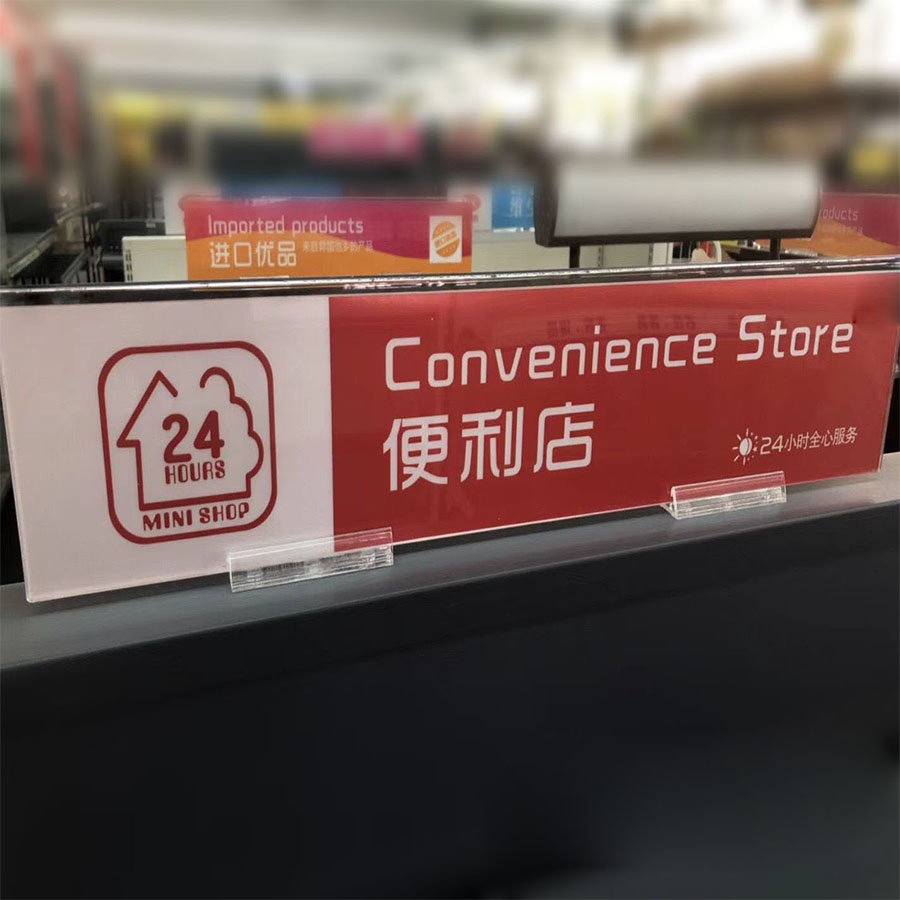 Imported products
进口优品
24
HOURS
MINI SHOP
Convenience Store
便利店
24小时全心服务